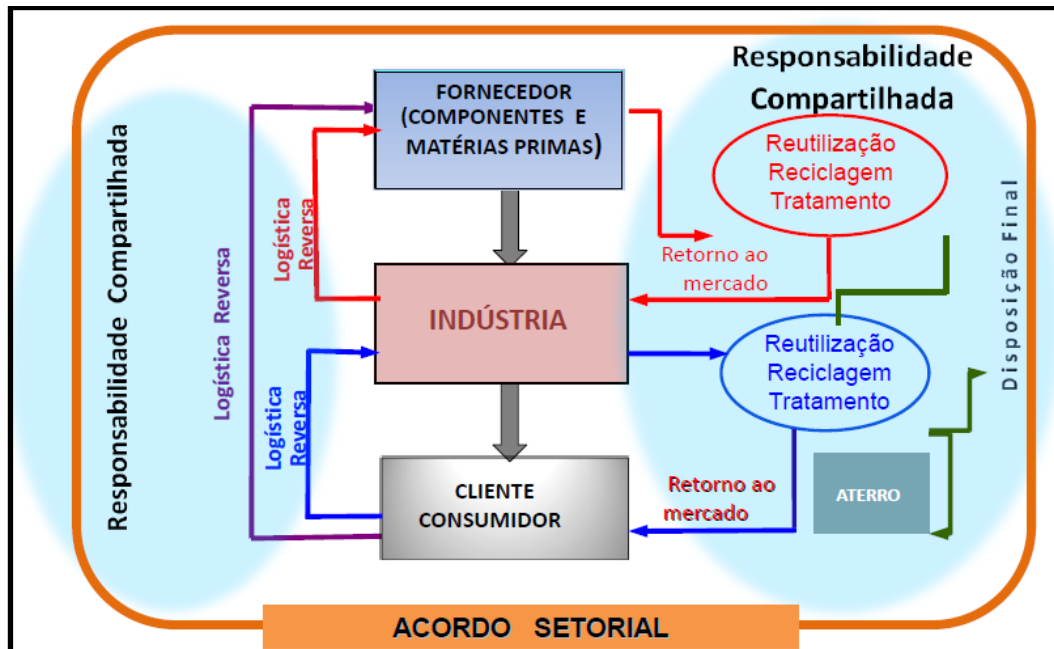 Responsabilidade
Compartilhada
FORNECEDOR
(COMPONENTES E
MATÉRIAS PRIMAS)
Reutilização
Reciclagem
Tratamento
Responsabilidade Compartilhada
Logística Reversa
Logística
Reversa
Retorno ao
mercado
Disposição Final
INDÚSTRIA
Reutilização
Reciclagem
Tratamento
Logística
Reversa
CLIENTE
CONSUMIDOR
Retorno ao
mercado
ATERRO
ACORDO SETORIAL